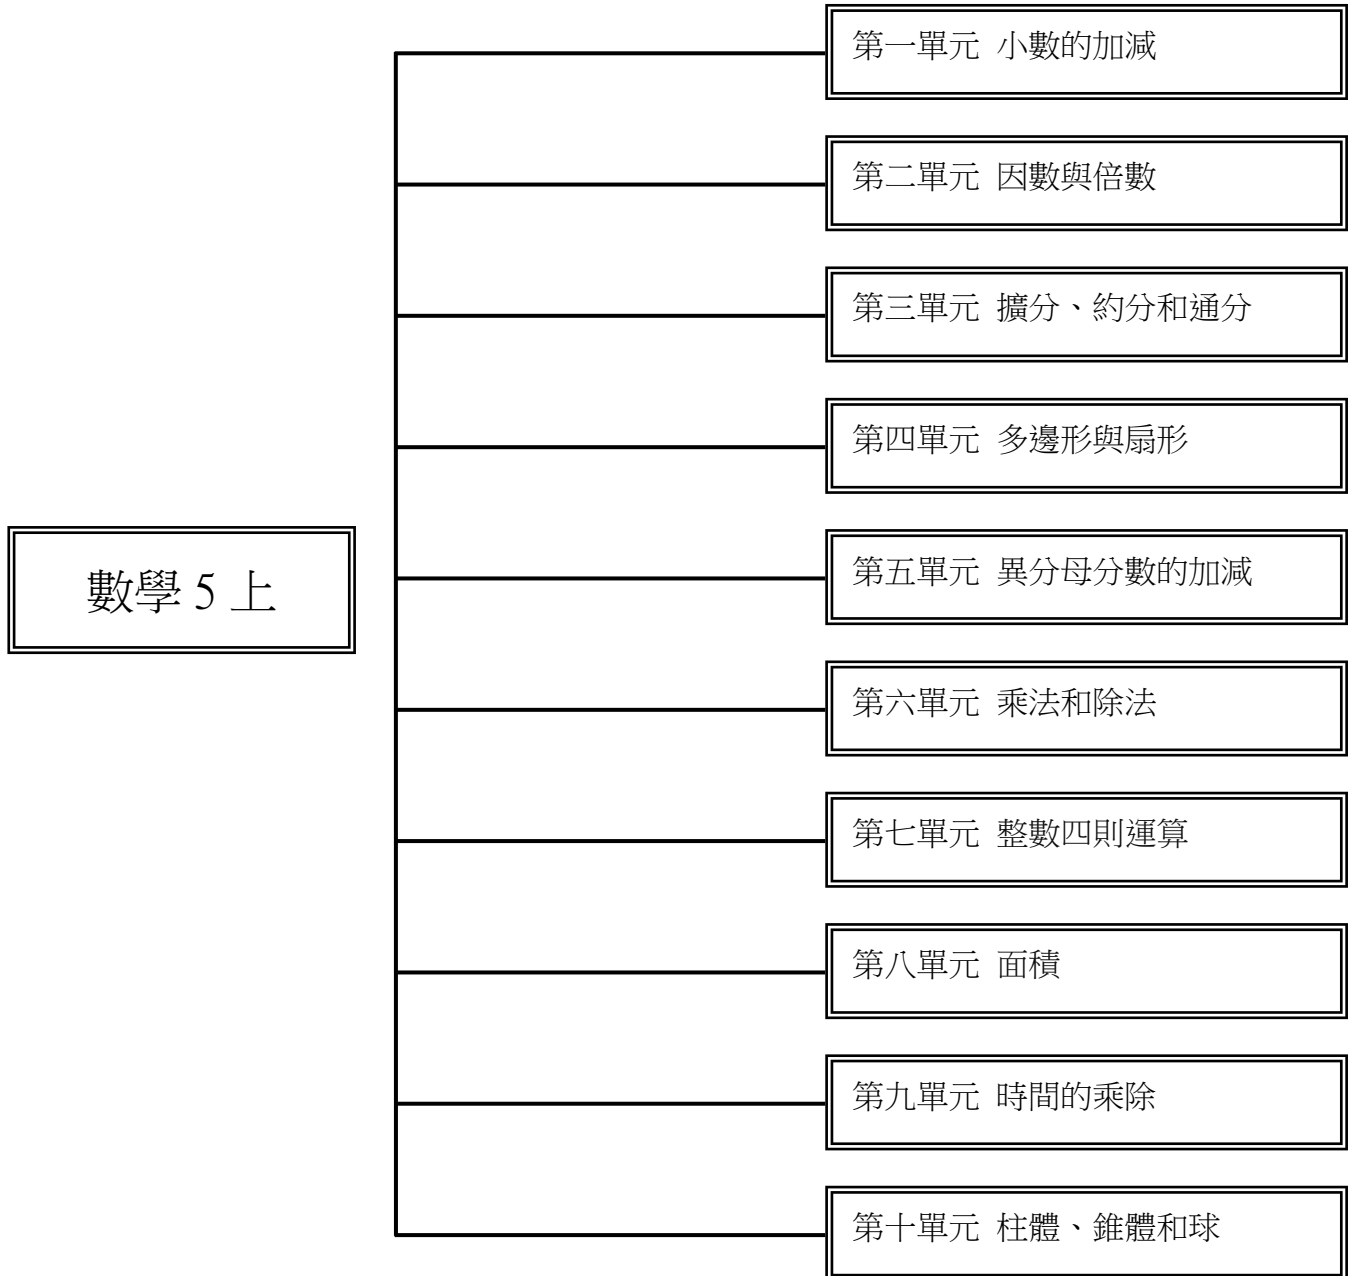 第一單元 小數的加減
第二單元 因數與倍數
第三單元 擴分、約分和通分
第四單元 多邊形與扇形
數學 5 上
第五單元 異分母分數的加減
第六單元 乘法和除法
第七單元 整數四則運算
第八單元 面積
第九單元 時間的乘除
第十單元 柱體、錐體和球